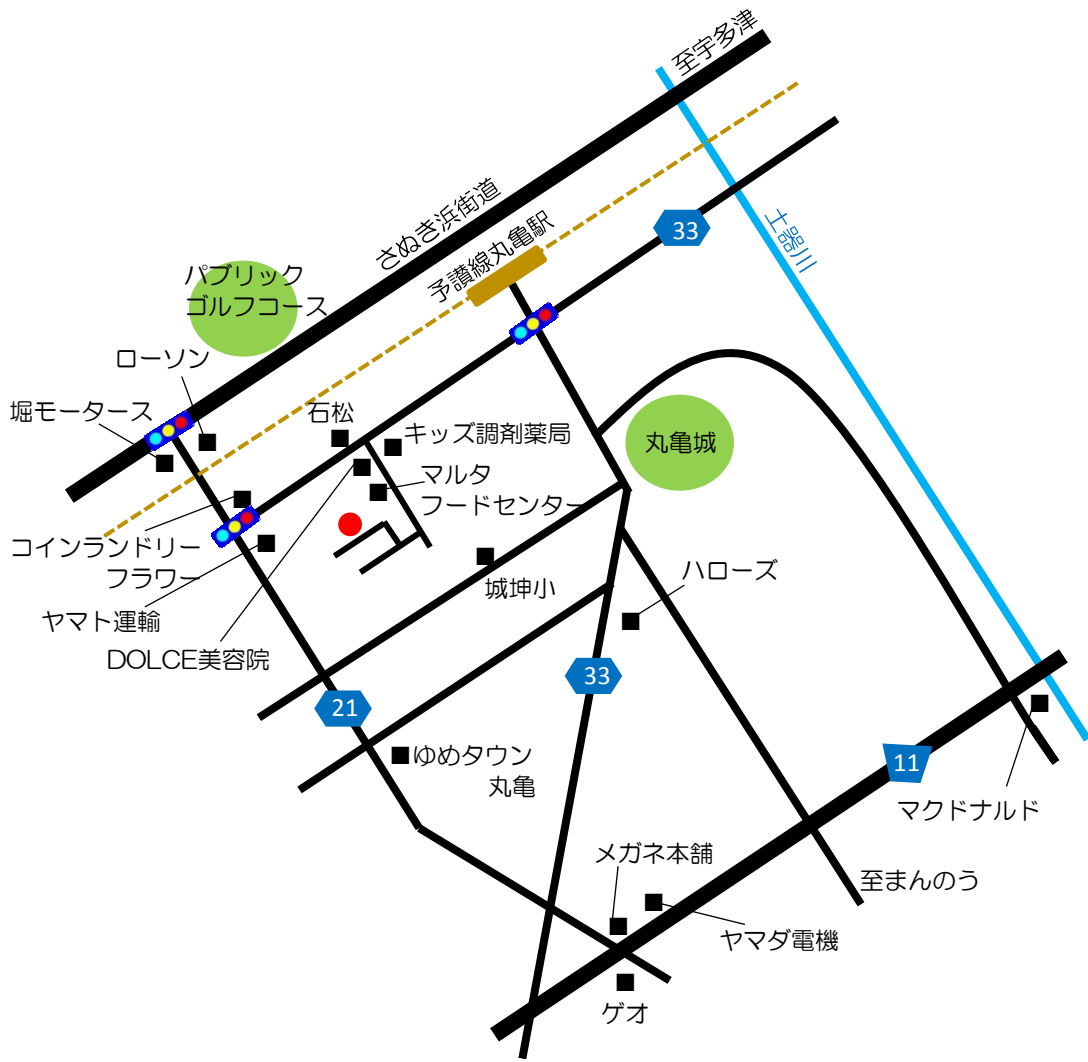 至宇多津
さぬき浜街道
予讃線丸亀駅
33
土器川
パブリック
ゴルフコース
ローソン
堀モータース
石松
キッズ調剤薬局
丸亀城
マルタ
フードセンター
コインランドリー
フラワー
城坤小
ハローズ
ヤマト運輸
DOLCE美容院
33
21
ゆめタウン
丸亀
11
マクドナルド
メガネ本舗
至まんのう
ヤマダ電機
ゲオ